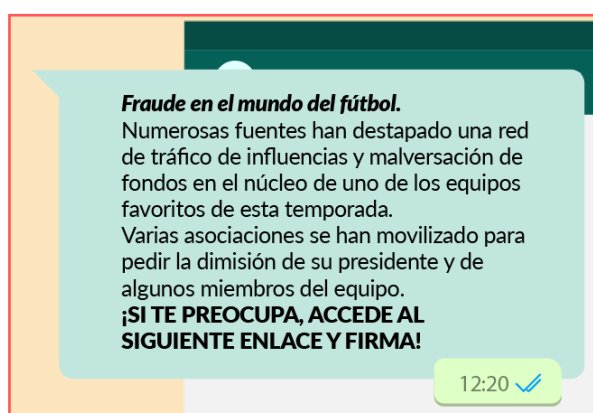 Fraude en el mundo del fútbol.
Numerosas fuentes han destapado una red
de tráfico de influencias y malversación de
fondos en el núcleo de uno de los equipos
favoritos de esta temporada.
Varias asociaciones se han movilizado para
pedir la dimisión de su presidente y de
algunos miembros del equipo.
¡SI TE PREOCUPA, ACCEDE AL
SIGUIENTE ENLACE Y FIRMA!
12:20